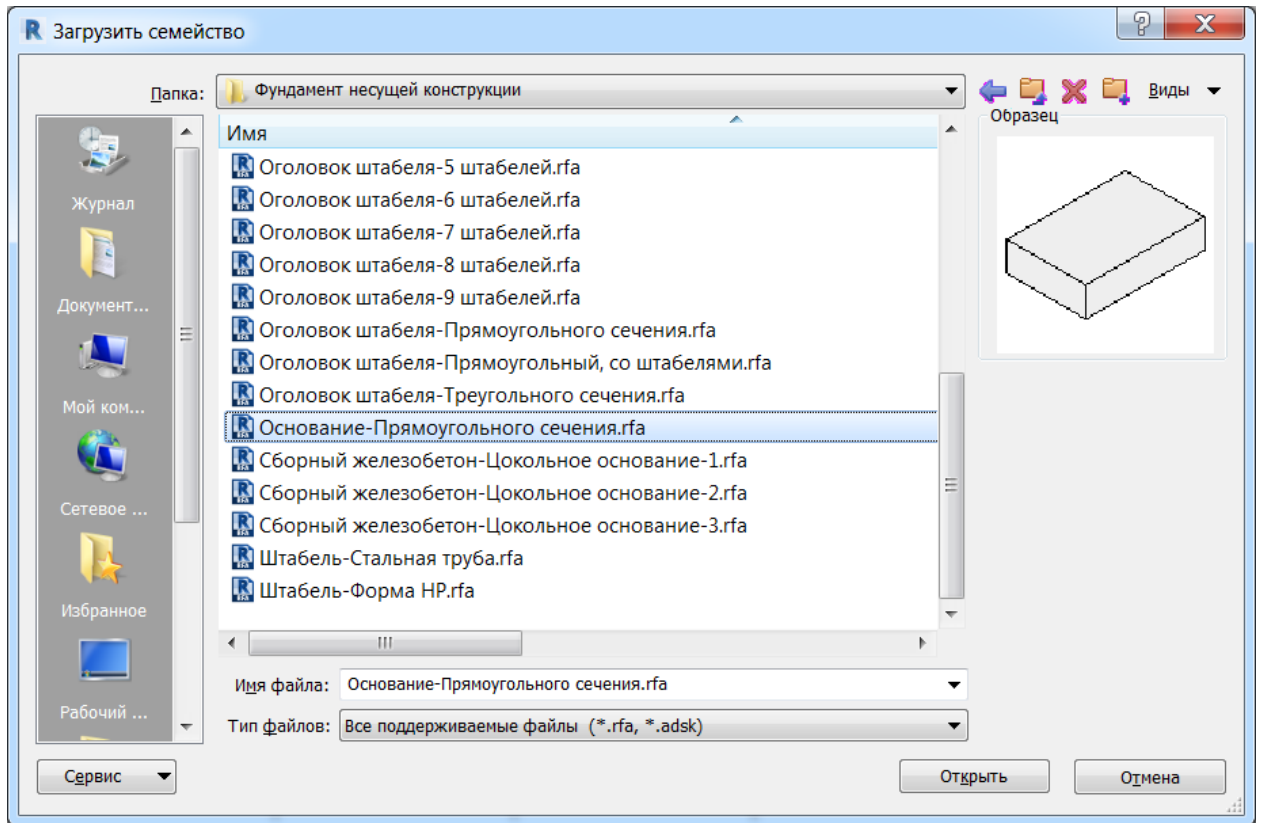 Загрузить семейство
Папка:
Фундамент несущей конструкции
Виды
Журнал
Документ...
Мой ком...
Сетевое ...
Избранное
Рабочий ...
Имя
Оголовок штабеля-5 штабелей.rfa
Оголовок штабеля-6 штабелей.rfa
Оголовок штабеля-7 штабелей.rfa
Оголовок штабеля-8 штабелей.rfa
Оголовок штабеля-9 штабелей.rfa
Оголовок штабеля-Прямоугольного сечения.rfa
Оголовок штабеля-Прямоугольный, со штабелями.rfa
Оголовок штабеля-Треугольного сечения.rfa
Основание-Прямоугольного сечения.rfa
Сборный железобетон-Цокольное основание-1.rfa
Сборный железобетон-Цокольное основание-2.rfa
Сборный железобетон-Цокольное основание-3.rfa
Штабель-Стальная труба.rfa
Штабель-Форма HP.rfa
Образец
Имя файла: Основание-Прямоугольного сечения.rfa
Тип файлов: Все поддерживаемые файлы (*.rfa, *.adsk)
Сервис
Открыть
Отмена